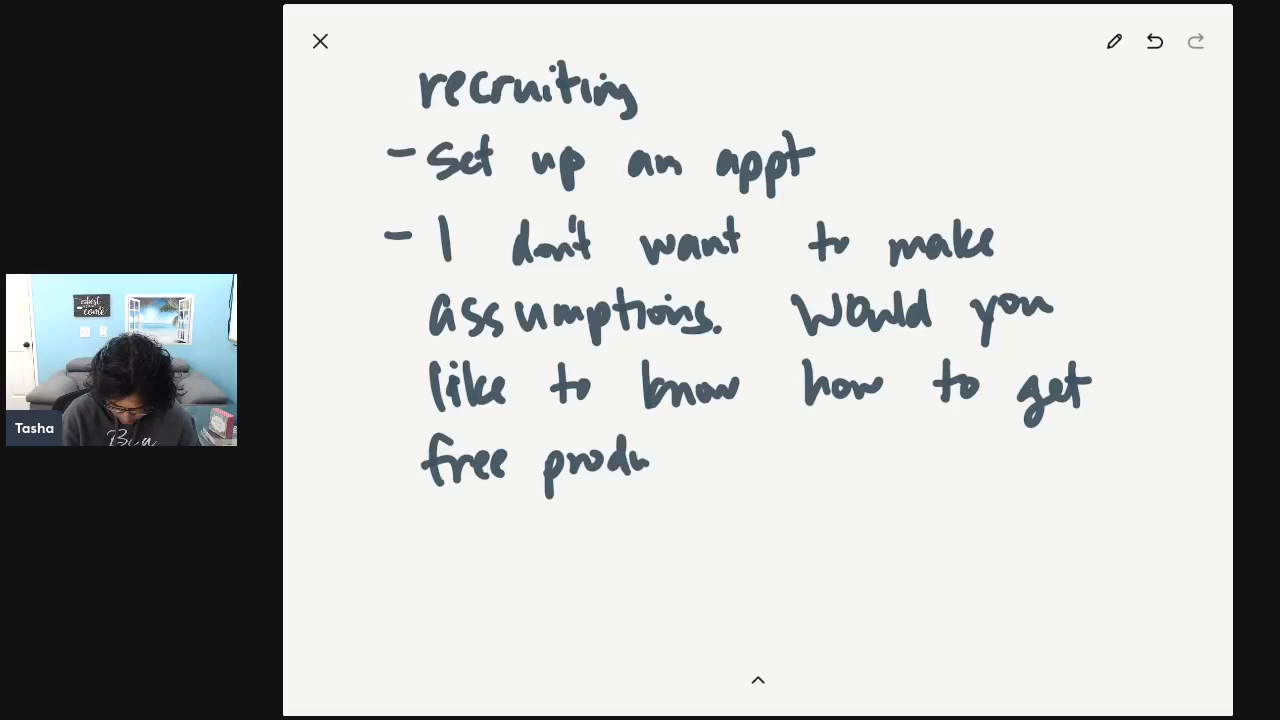 recruiting
- Set up an appt
- I don't want to make
assumptions. Would you
like to know how to get
free produ
Tasha